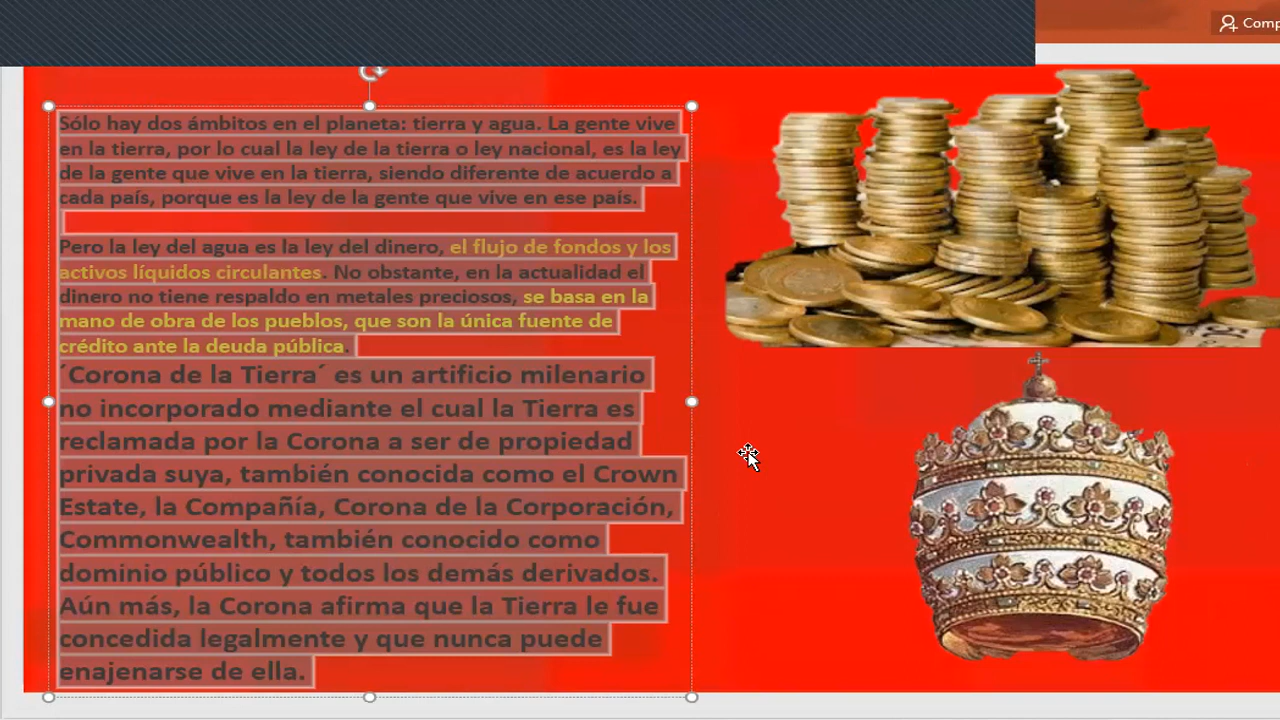 Comp
Sólo hay dos ámbitos en el planeta: tierra y agua. La gente vive
en la tierra, por lo cual la ley de la tierra o ley nacional, es la ley
de la gente que vive en la tierra, siendo diferente de acuerdo a
cada país, porque es la ley de la gente que vive en ese país.
Pero la ley del agua es la ley del dinero, el flujo de fondos y los
activos líquidos circulantes. No obstante, en la actualidad el
dinero no tiene respaldo en metales preciosos, se basa en la
mano de obra de los pueblos, que son la única fuente de
crédito ante la deuda pública.
´Corona de la Tierra´ es un artificio milenario
no incorporado mediante el cual la Tierra es
reclamada por la Corona a ser de propiedad
privada suya, también conocida como el Crown
Estate, la Compañía, Corona de la Corporación,
Commonwealth, también conocido como
dominio público y todos los demás derivados.
Aún más, la Corona afirma que la Tierra le fue
concedida legalmente y que nunca puede
enajenarse de ella.